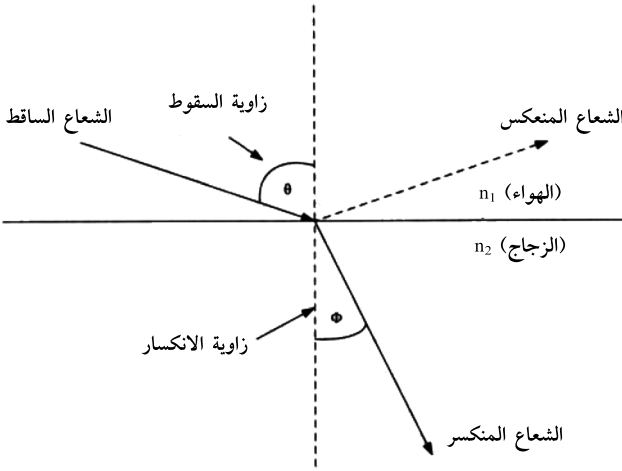 زاوية السقوط
الشعاع الساقط
الشعاع المنعكس
θ
n₁ (الهواء)
n₂ (الزجاج)
Φ
زاوية الانكسار
الشعاع المنكسر